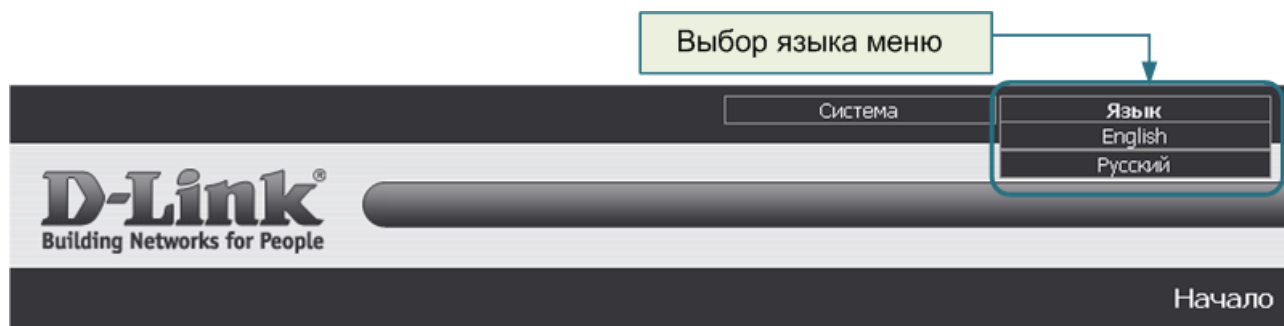 Выбор языка меню
Система
Язык
English
Русский
D-Link®
Building Networks for People
Начало